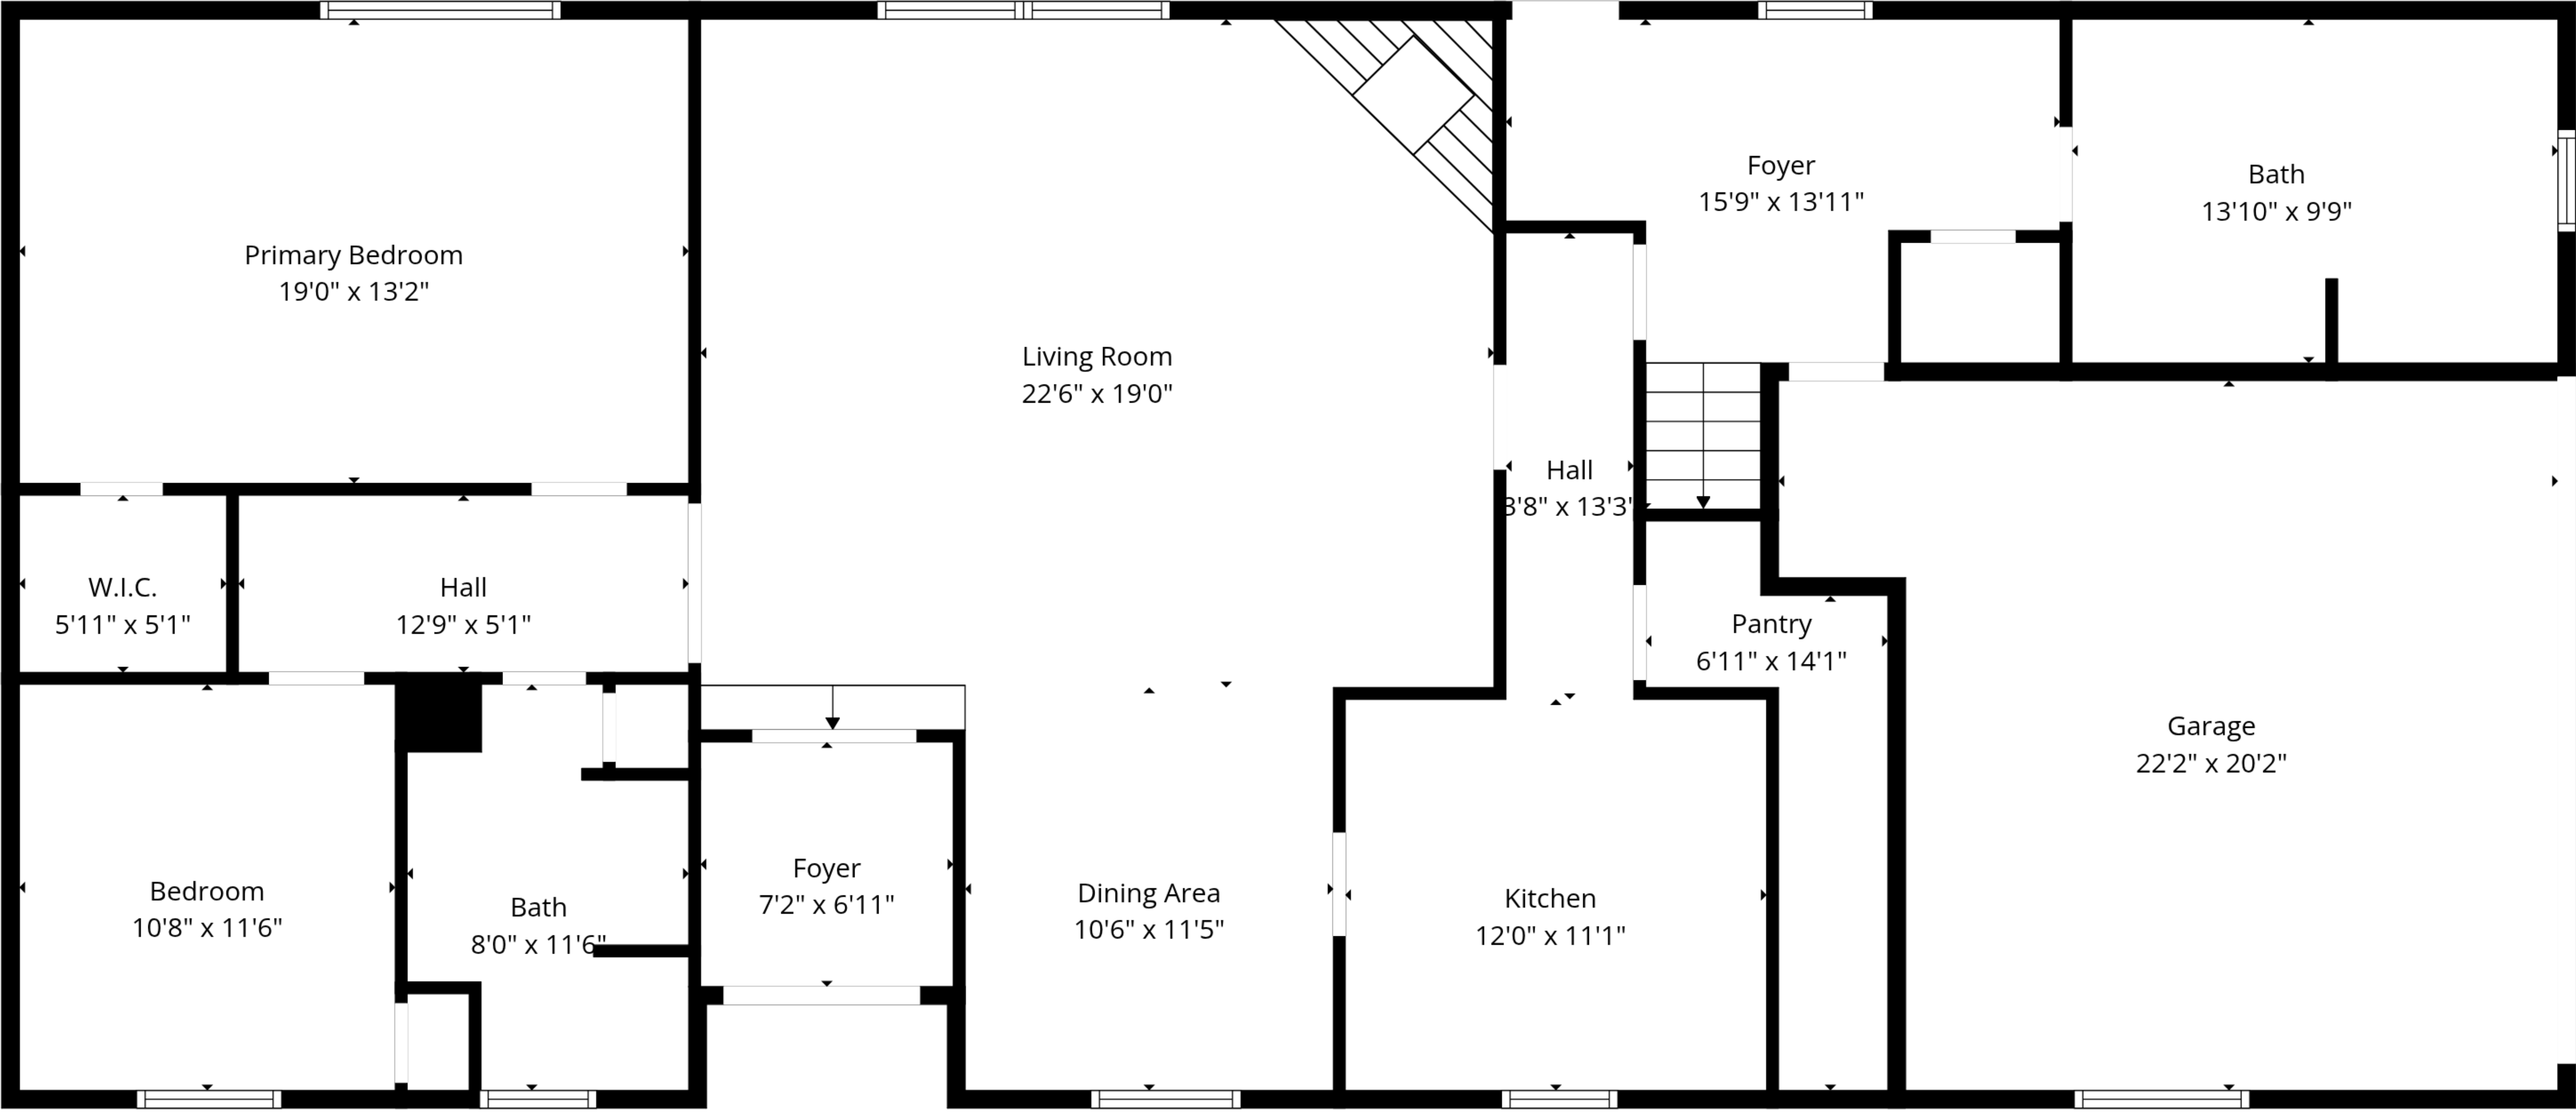 Primary Bedroom
19'0" x 13'2"
Living Room
22'6" x 19'0"
Foyer
15'9" x 13'11"
Bath
13'10" x 9'9"
Hall
3'8" x 13'3"
W.I.C.
5'11" x 5'1"
Hall
12'9" x 5'1"
Pantry
6'11" x 14'1"
Garage
22'2" x 20'2"
Bedroom
10'8" x 11'6"
Bath
8'0" x 11'6"
Foyer
7'2" x 6'11"
Dining Area
10'6" x 11'5"
Kitchen
12'0" x 11'1"